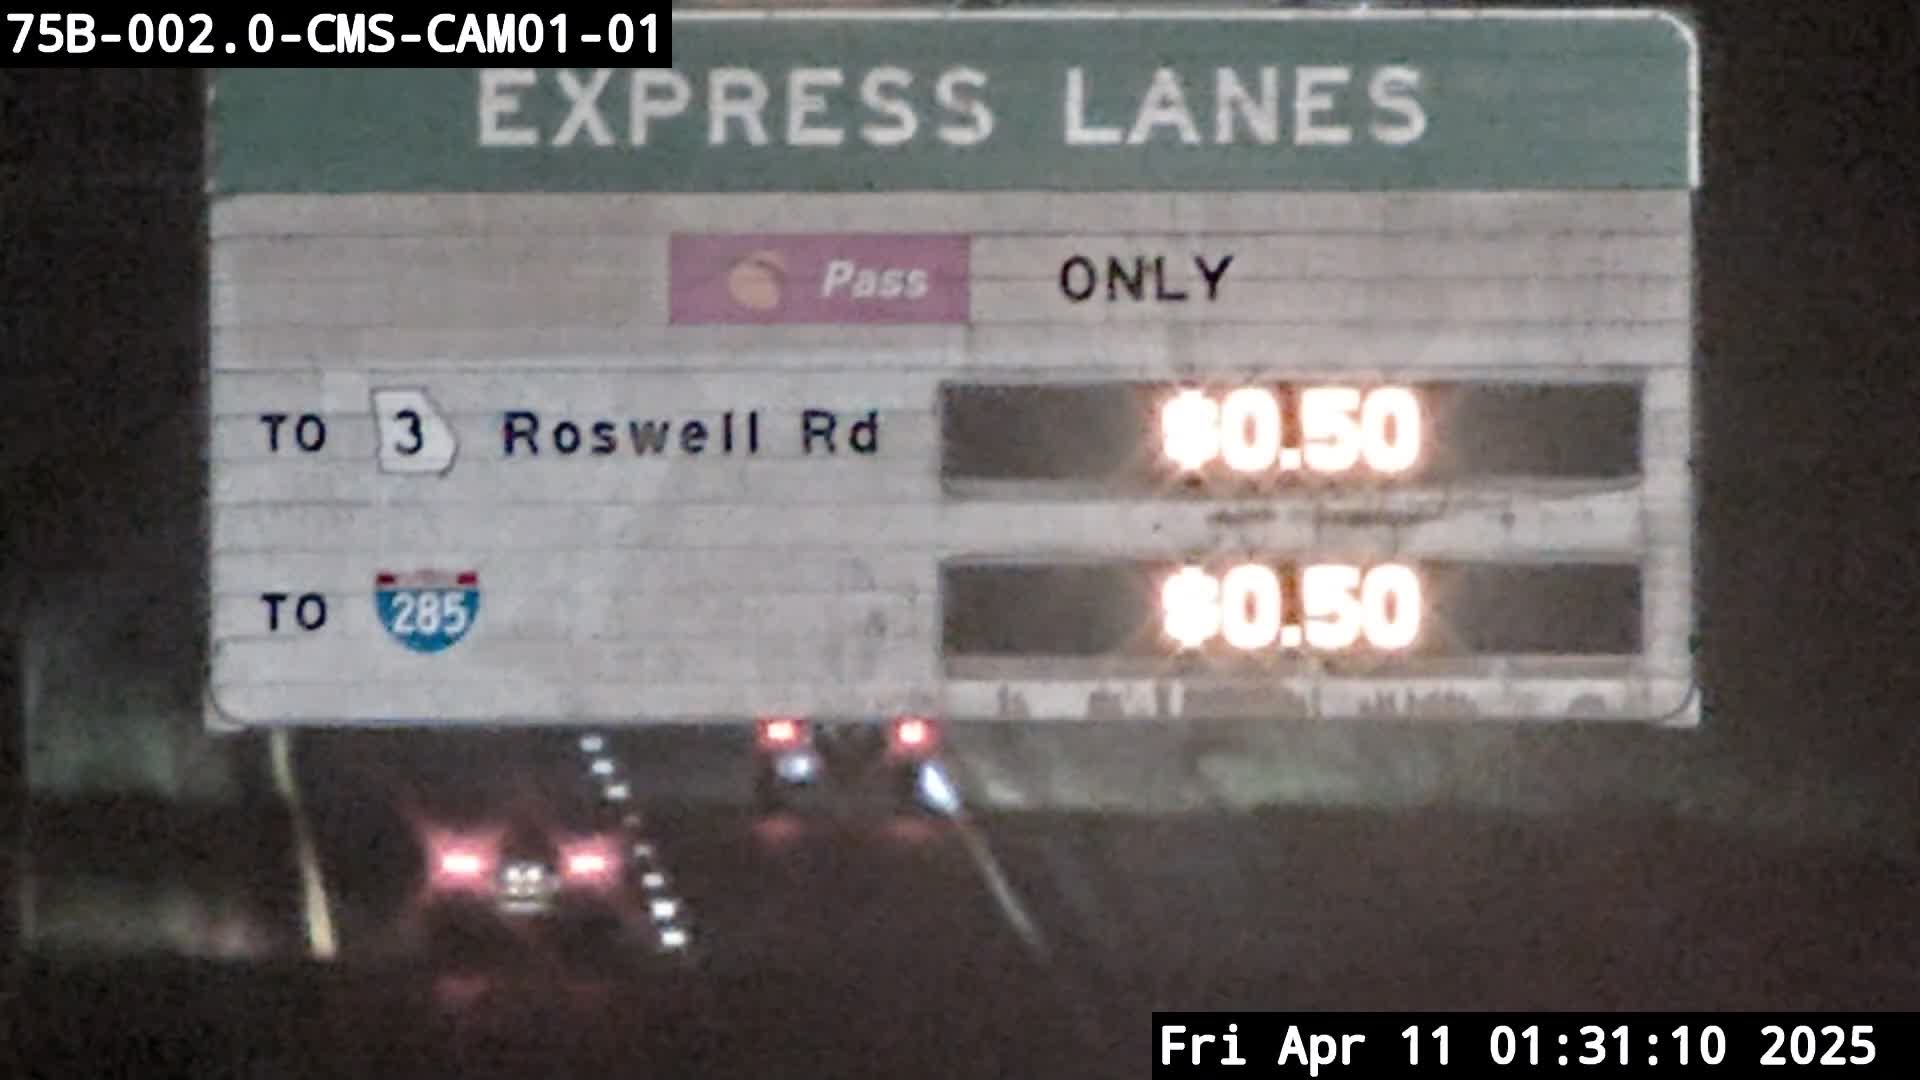 75B-002.0-CMS-CAM01-01
EXPRESS LANES
Pass ONLY
TO 3 Roswell Rd $0.50
TO 285 $0.50
Fri Apr 11 01:31:10 2025